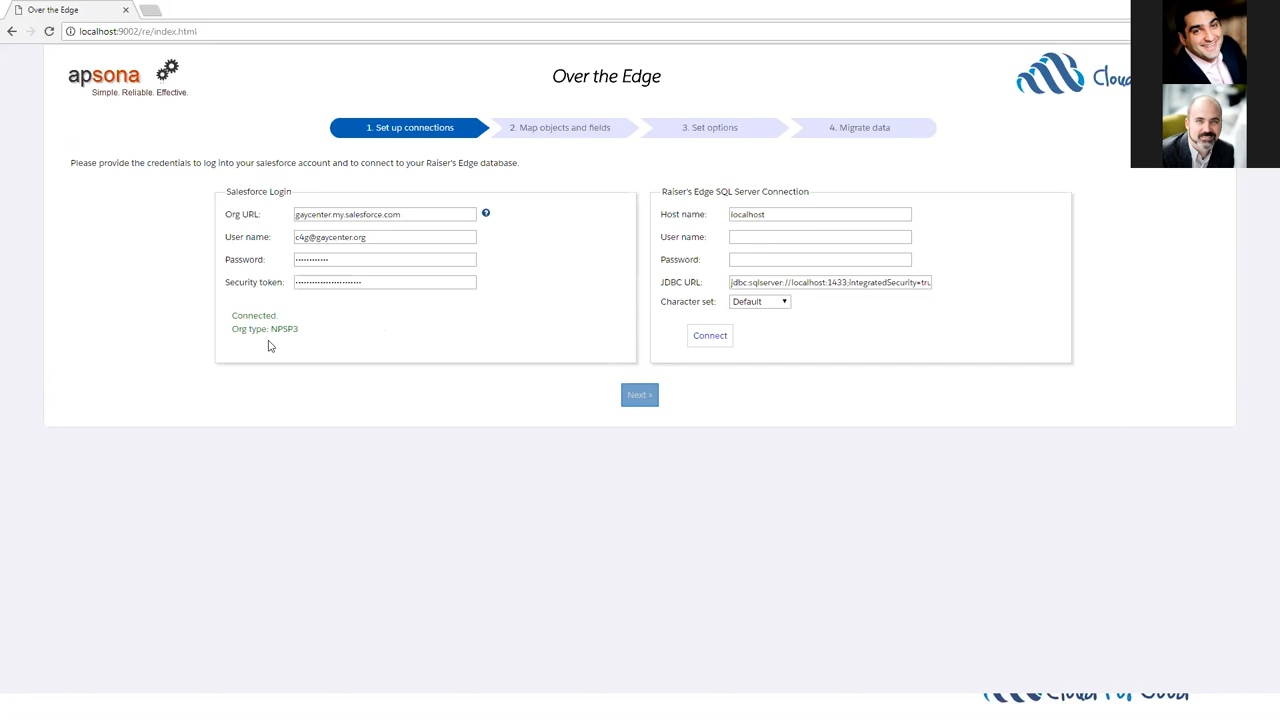 Over the Edge
localhost:9002/re/index.html
apsona
Simple. Reliable. Effective.
Over the Edge
Cloud
1. Set up connections
2. Map objects and fields
3. Set options
4. Migrate data
Please provide the credentials to log into your salesforce account and to connect to your Raiser's Edge database.
Salesforce Login
Org URL: gaycenter.my.salesforce.com
User name: c4g@gaycenter.org
Password:
Security token:
Connected.
Org type: NPSP3
Raiser's Edge SQL Server Connection
Host name: localhost
User name:
Password:
JDBC URL: jdbc:sqlserver://localhost:1433;integratedSecurity=tru
Character set: Default
Connect
Next »
Cloud For Good